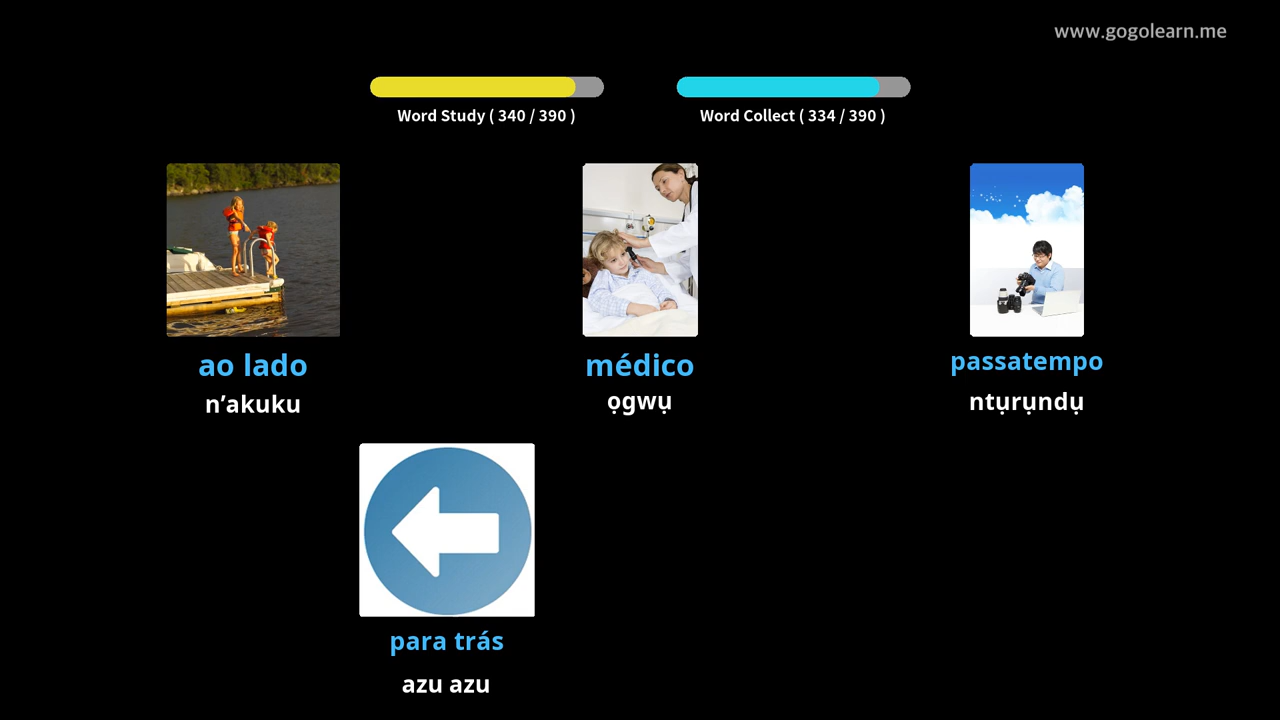 www.gogolearn.me
Word Study ( 340 / 390 )
Word Collect ( 334 / 390 )
ao lado
n’akuku
médico
ọgwụ
passatempo
ntụrụndụ
para trás
azu azu